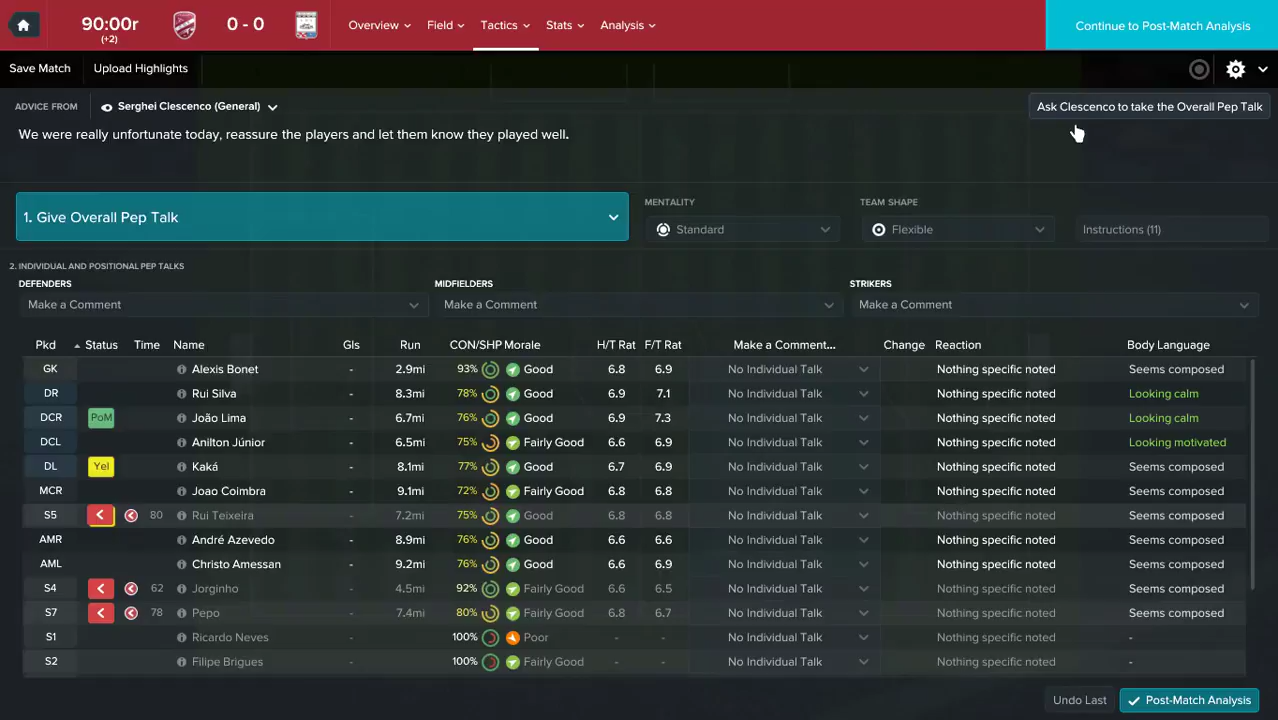 90:00r
(+2)
0 - 0
Overview
Field
Tactics
Stats
Analysis
Continue to Post-Match Analysis
Save Match
Upload Highlights
ADVICE FROM
Serghei Clescenco (General)
Ask Clescenco to take the Overall Pep Talk
We were really unfortunate today, reassure the players and let them know they played well.
1. Give Overall Pep Talk
MENTALITY
Standard
TEAM SHAPE
Flexible
Instructions (11)
2. INDIVIDUAL AND POSITIONAL PEP TALKS
DEFENDERS MIDFIELDERS STRIKERS
Make a Comment Make a Comment Make a Comment
Pkd Status Time Name Gls Run CON/SHP Morale H/T Rat F/T Rat Make a Comment... Change Reaction Body Language
GK Alexis Bonet - 2.9mi 93% Good 6.8 6.9 No Individual Talk Nothing specific noted Seems composed
DR Rui Silva - 8.3mi 78% Good 6.9 7.1 No Individual Talk Nothing specific noted Looking calm
DCR PoM João Lima - 6.7mi 76% Good 6.9 7.3 No Individual Talk Nothing specific noted Looking calm
DCL Anilton Júnior - 6.5mi 75% Fairly Good 6.6 6.9 No Individual Talk Nothing specific noted Looking motivated
DL Yel Kaká - 8.1mi 77% Good 6.7 6.9 No Individual Talk Nothing specific noted Seems composed
MCR Joao Coimbra - 9.1mi 72% Fairly Good 6.8 6.8 No Individual Talk Nothing specific noted Seems composed
S5 80 Rui Teixeira - 7.2mi 75% Good 6.8 6.8 No Individual Talk Nothing specific noted Seems composed
AMR André Azevedo - 8.9mi 76% Good 6.6 6.6 No Individual Talk Nothing specific noted Seems composed
AML Christo Amessan - 9.2mi 76% Good 6.6 6.9 No Individual Talk Nothing specific noted Seems composed
S4 62 Jorginho - 4.5mi 92% Fairly Good 6.6 6.5 No Individual Talk Nothing specific noted Seems composed
S7 78 Pepo - 7.4mi 80% Fairly Good 6.8 6.7 No Individual Talk Nothing specific noted Seems composed
S1 Ricardo Neves - 100% Poor - - No Individual Talk Nothing specific noted -
S2 Filipe Brigues - 100% Fairly Good - - No Individual Talk Nothing specific noted -
Undo Last
Post-Match Analysis